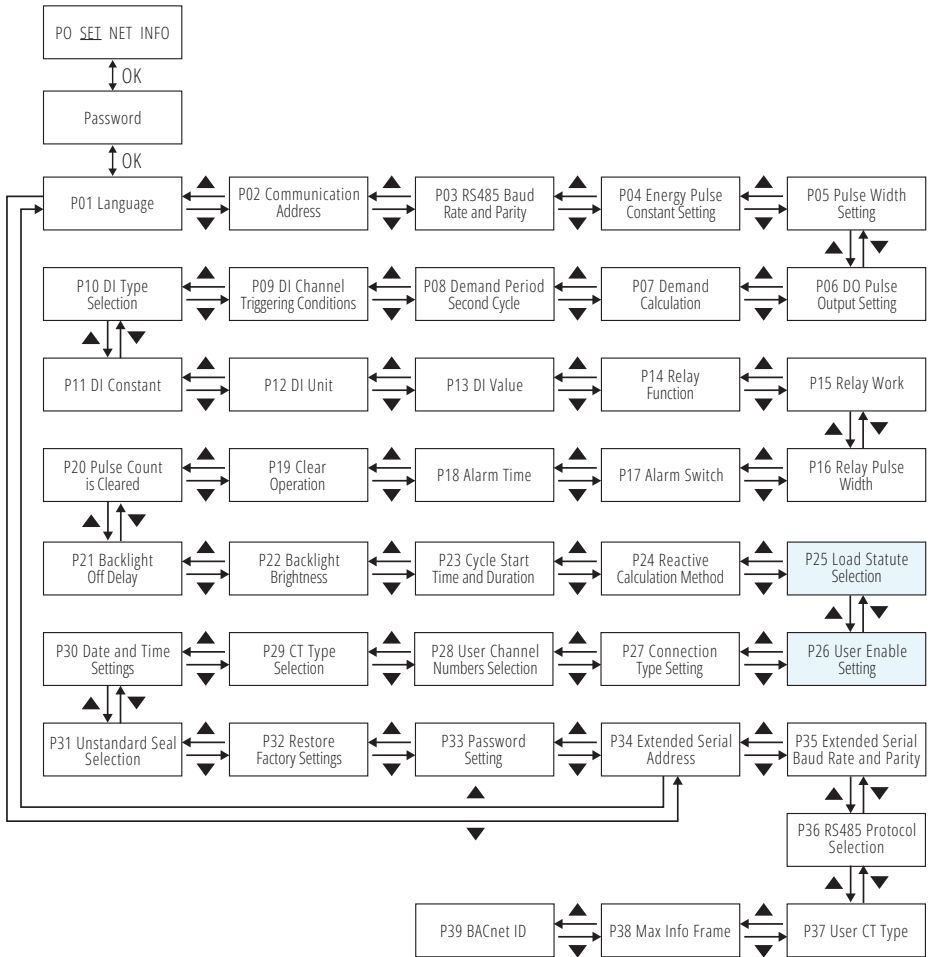 PO SET NET INFO
OK
Password
OK
P01 Language
P02 Communication
Address
P03 RS485 Baud
Rate and Parity
P04 Energy Pulse
Constant Setting
P05 Pulse Width
Setting
P10 DI Type
Selection
P09 DI Channel
Triggering Conditions
P08 Demand Period
Second Cycle
P07 Demand
Calculation
P06 DO Pulse
Output Setting
P11 DI Constant
P12 DI Unit
P13 DI Value
P14 Relay
Function
P15 Relay Work
P20 Pulse Count
is Cleared
P19 Clear
Operation
P18 Alarm Time
P17 Alarm Switch
P16 Relay Pulse
Width
P21 Backlight
Off Delay
P22 Backlight
Brightness
P23 Cycle Start
Time and Duration
P24 Reactive
Calculation Method
P25 Load Statute
Selection
P30 Date and Time
Settings
P29 CT Type
Selection
P28 User Channel
Numbers Selection
P27 Connection
Type Setting
P26 User Enable
Setting
P31 Unstandard Seal
Selection
P32 Restore
Factory Settings
P33 Password
Setting
P34 Extended Serial
Address
P35 Extended Serial
Baud Rate and Parity
P36 RS485 Protocol
Selection
P39 BACnet ID
P38 Max Info Frame
P37 User CT Type